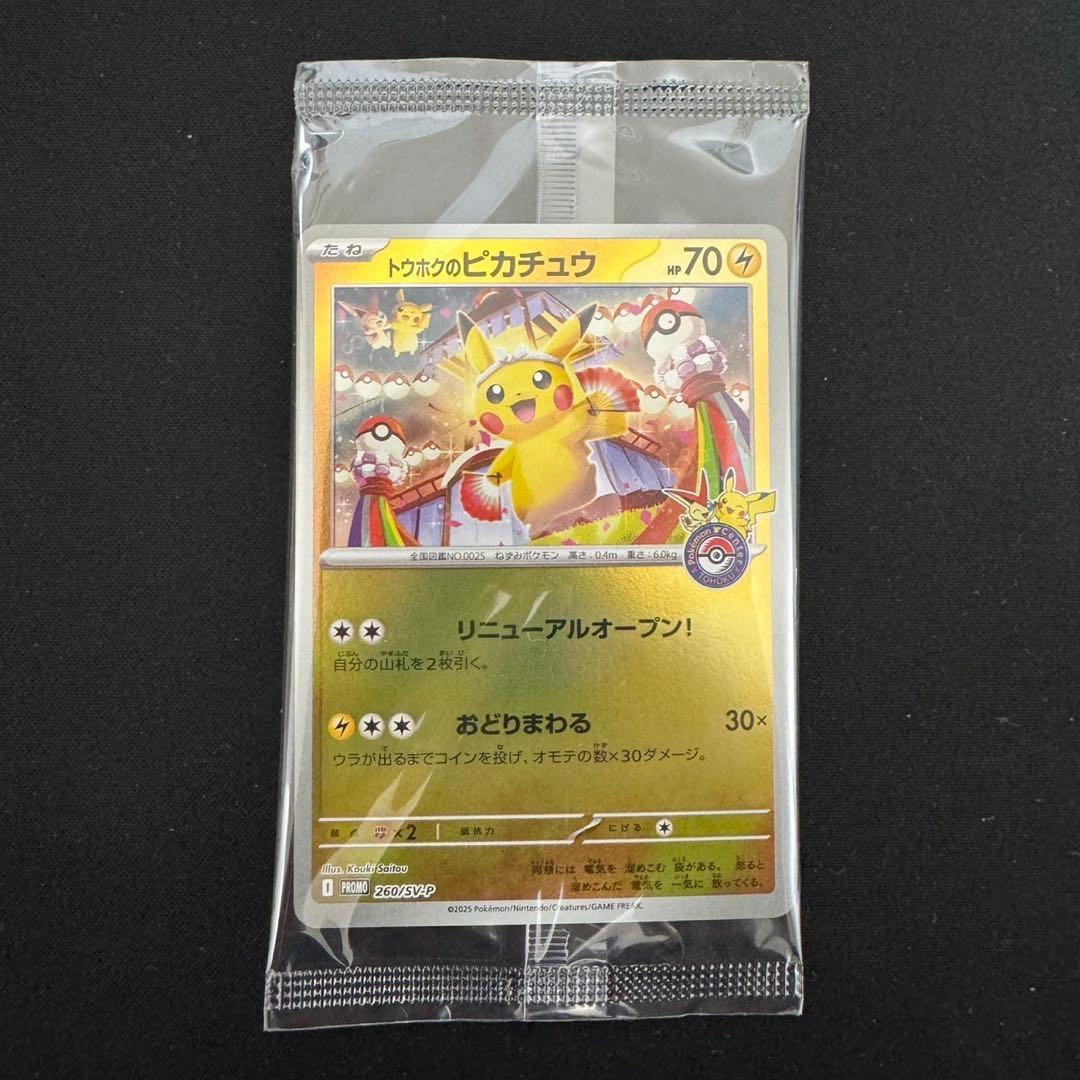 たね
トウホクのピカチュウ
HP 70
Pokémon Center
TOHOKU
全国図鑑NO.0025 ねずみポケモン 高さ:0.4m 重さ:6.0kg
リニューアルオープン!
自分の山札を2枚引く。
おどりまわる 30×
ウラが出るまでコインを投げ、オモテの数×30ダメージ。
弱点 ×2 抵抗力 にげる
Illus. Kouki Saitou
両頬には 電気を 溜めこむ 袋がある。 怒ると
溜めこんだ 電気を 一気に 放ってくる。
I PROMO 260/SV-P
©2025 Pokémon/Nintendo/Creatures/GAME FREAK.